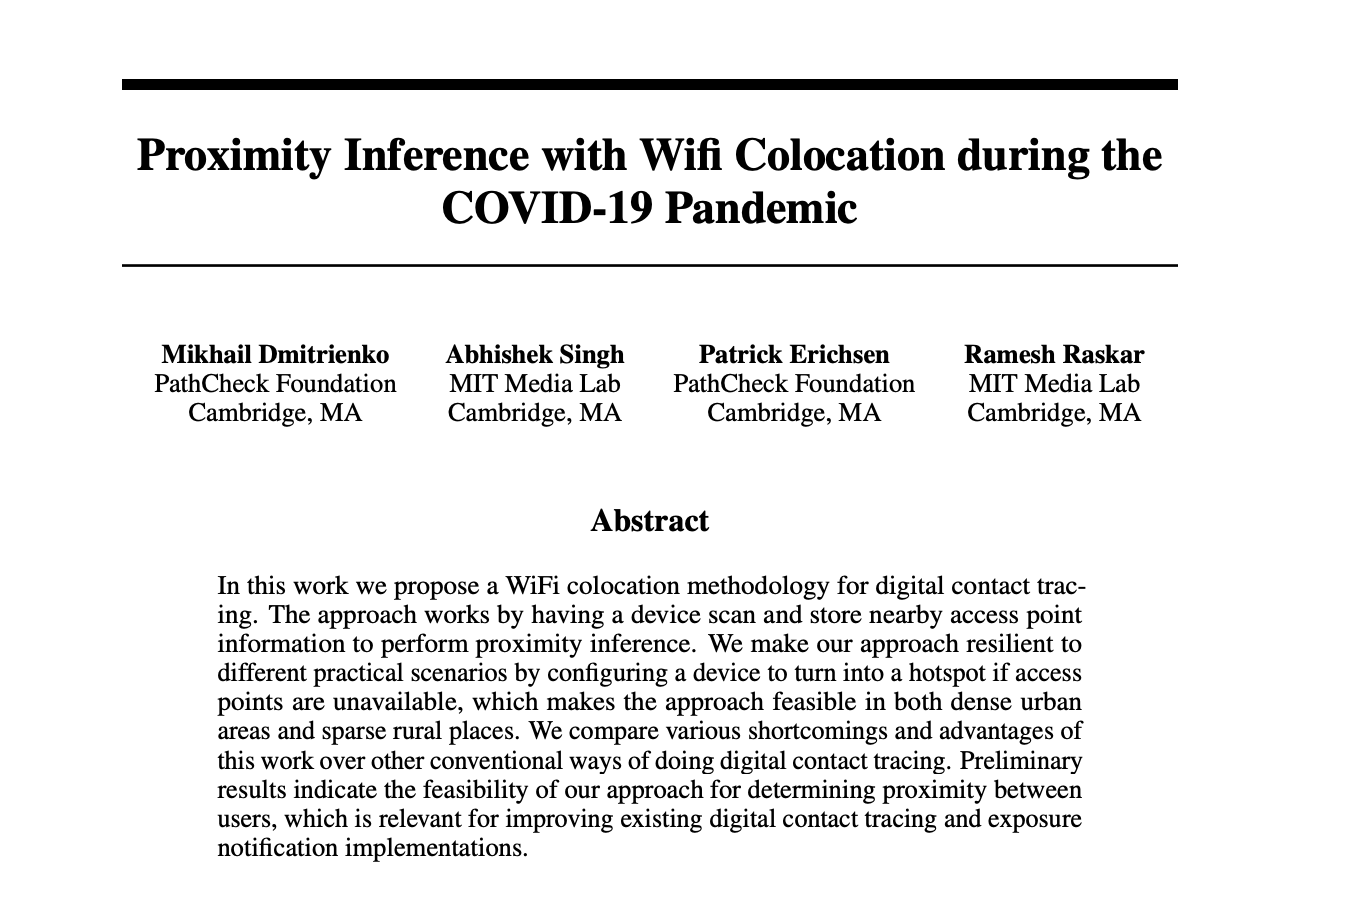 Proximity Inference with Wifi Colocation during the
COVID-19 Pandemic
Mikhail Dmitrienko Abhishek Singh Patrick Erichsen Ramesh Raskar
PathCheck Foundation MIT Media Lab PathCheck Foundation MIT Media Lab
Cambridge, MA Cambridge, MA Cambridge, MA Cambridge, MA
Abstract
In this work we propose a WiFi colocation methodology for digital contact trac-
ing. The approach works by having a device scan and store nearby access point
information to perform proximity inference. We make our approach resilient to
different practical scenarios by configuring a device to turn into a hotspot if access
points are unavailable, which makes the approach feasible in both dense urban
areas and sparse rural places. We compare various shortcomings and advantages of
this work over other conventional ways of doing digital contact tracing. Preliminary
results indicate the feasibility of our approach for determining proximity between
users, which is relevant for improving existing digital contact tracing and exposure
notification implementations.